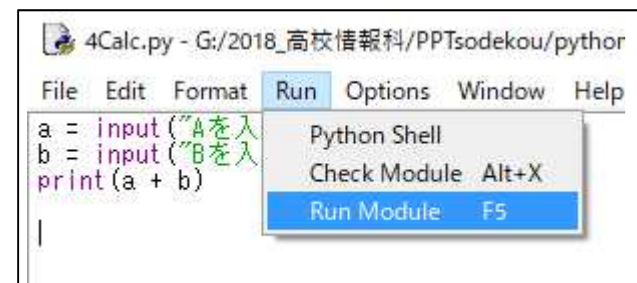 4Calc.py - G:/2018_高校情報科/PPTsodekou/python
File Edit Format Run Options Window Help
a = input("Aを入
b = input("Bを入
print(a + b)
Python Shell
Check Module Alt+X
Run Module F5